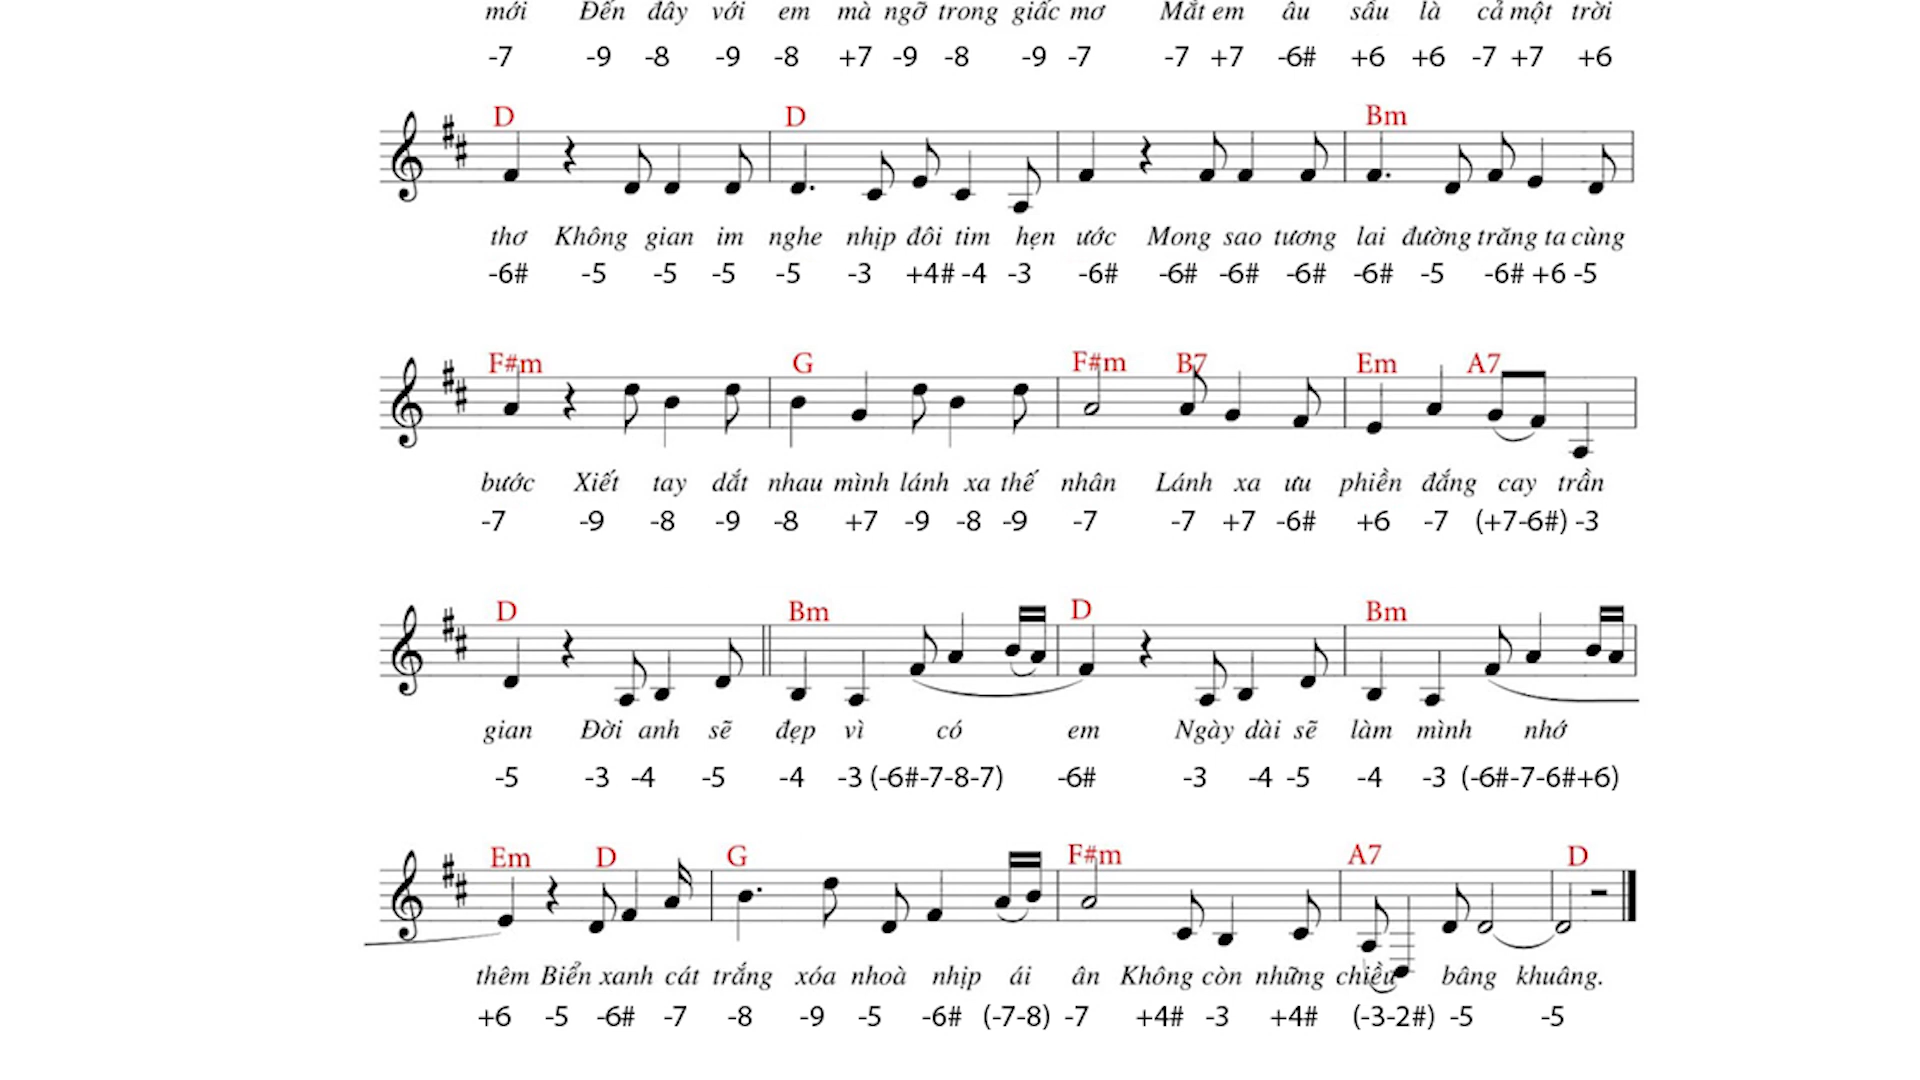 mới Đến đây với em mà ngỡ trong giấc mơ Mắt em âu sầu là cả một trời
-7 -9 -8 -9 -8 +7 -9 -8 -9 -7 -7 +7 -6# +6 +6 -7 +7 +6
D D Bm
thơ Không gian im nghe nhịp đôi tim hẹn ước Mong sao tương lai đường trăng ta cùng
-6# -5 -5 -5 -5 -3 +4# -4 -3 -6# -6# -6# -6# -6# -5 -6# +6 -5
F#m G F#m B7 Em A7
bước Xiết tay dắt nhau mình lánh xa thế nhân Lánh xa ưu phiền đắng cay trần
-7 -9 -8 -9 -8 +7 -9 -8 -9 -7 -7 +7 -6# +6 -7 (+7-6#) -3
D Bm D Bm
gian Đời anh sẽ đẹp vì có em Ngày dài sẽ làm mình nhớ
-5 -3 -4 -5 -4 -3 (-6#-7-8-7) -6# -3 -4 -5 -4 -3 (-6#-7-6#+6)
Em D G F#m A7 D
thêm Biển xanh cát trắng xóa nhoà nhịp ái ân Không còn những chiều bâng khuâng.
+6 -5 -6# -7 -8 -9 -5 -6# (-7-8) -7 +4# -3 +4# (-3-2#) -5 -5